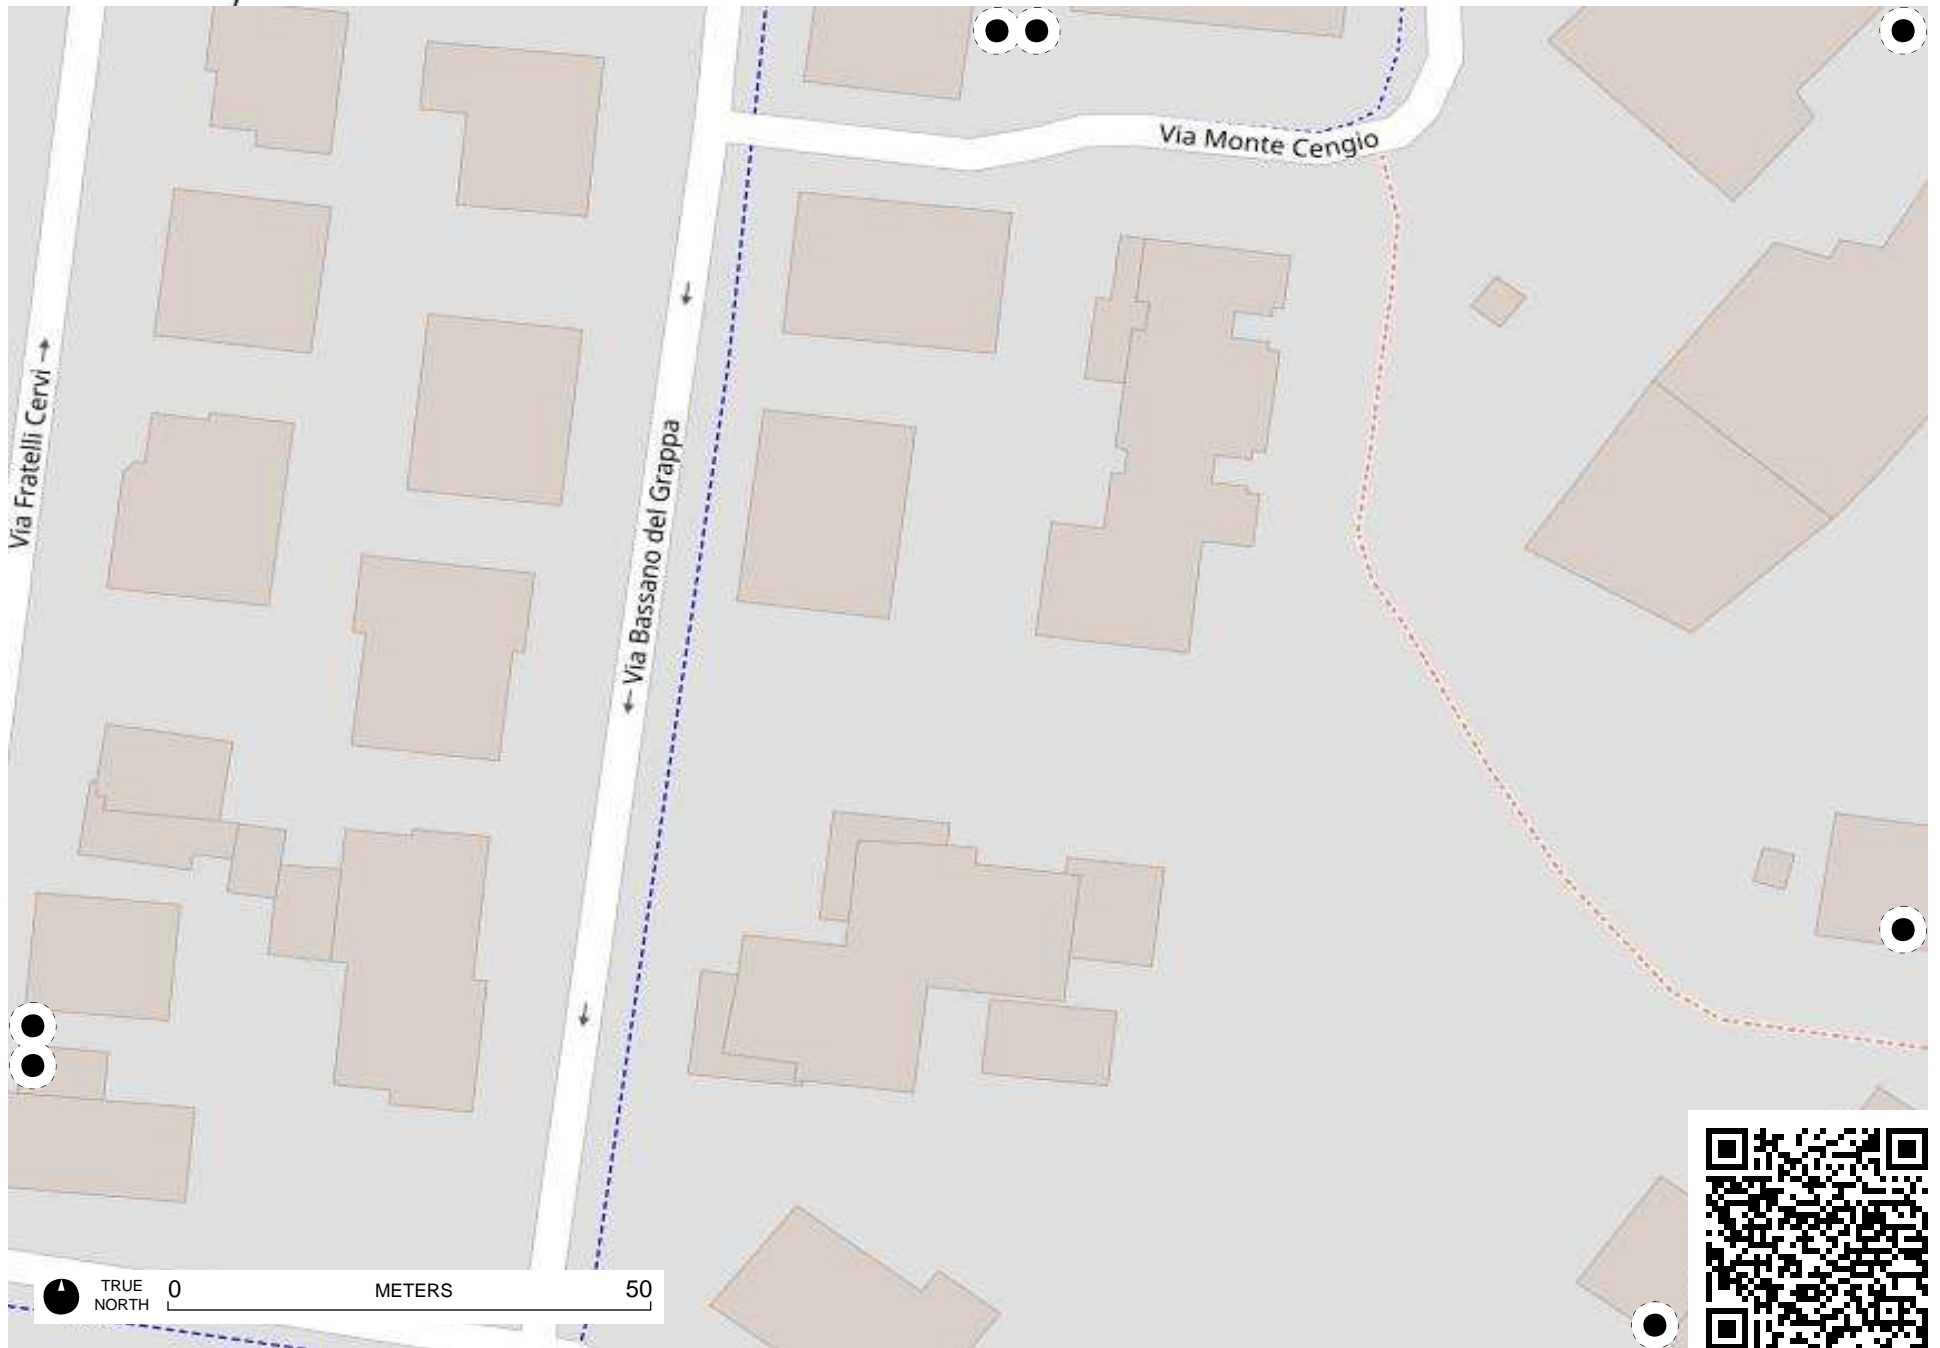 Via Monte Cengio
Via Fratelli Cervi
Via Bassano del Grappa
TRUE
NORTH
0 METERS 50